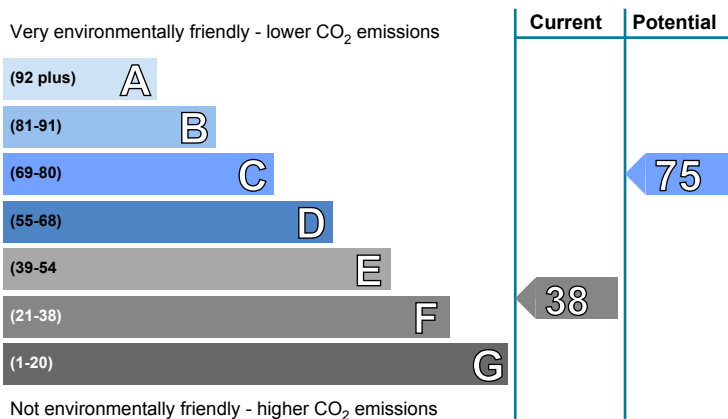 Current Potential
Very environmentally friendly - lower CO2 emissions
(92 plus) A
(81-91) B
(69-80) C
75
(55-68) D
(39-54 E
38
(21-38) F
(1-20) G
Not environmentally friendly - higher CO2 emissions